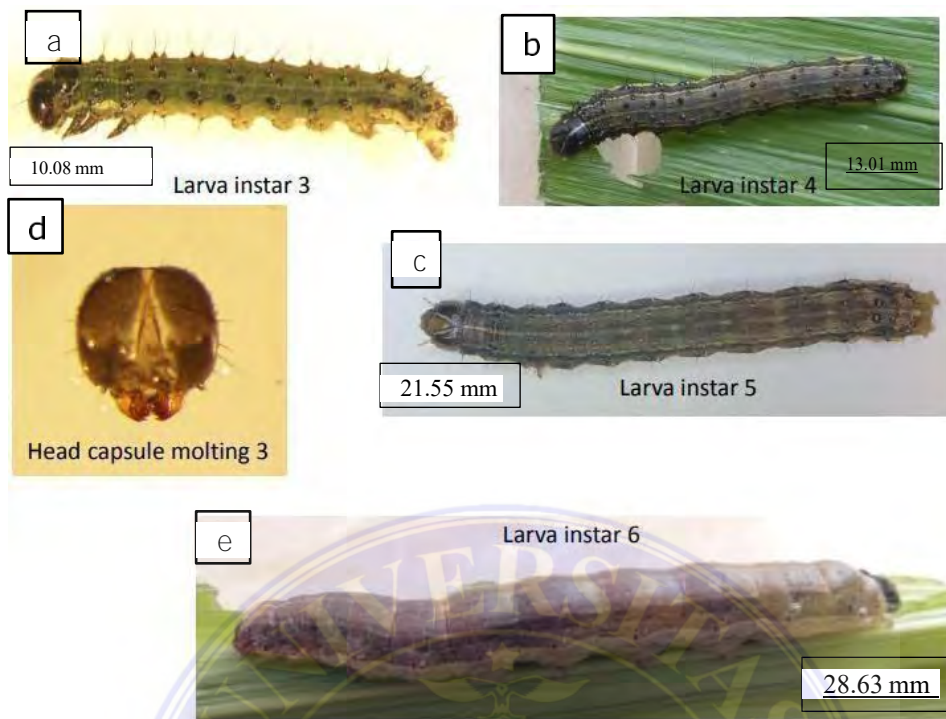 a
10.08 mm
Larva instar 3
b
13.01 mm
Larva instar 4
d
Head capsule molting 3
c
21.55 mm
Larva instar 5
e
Larva instar 6
28.63 mm